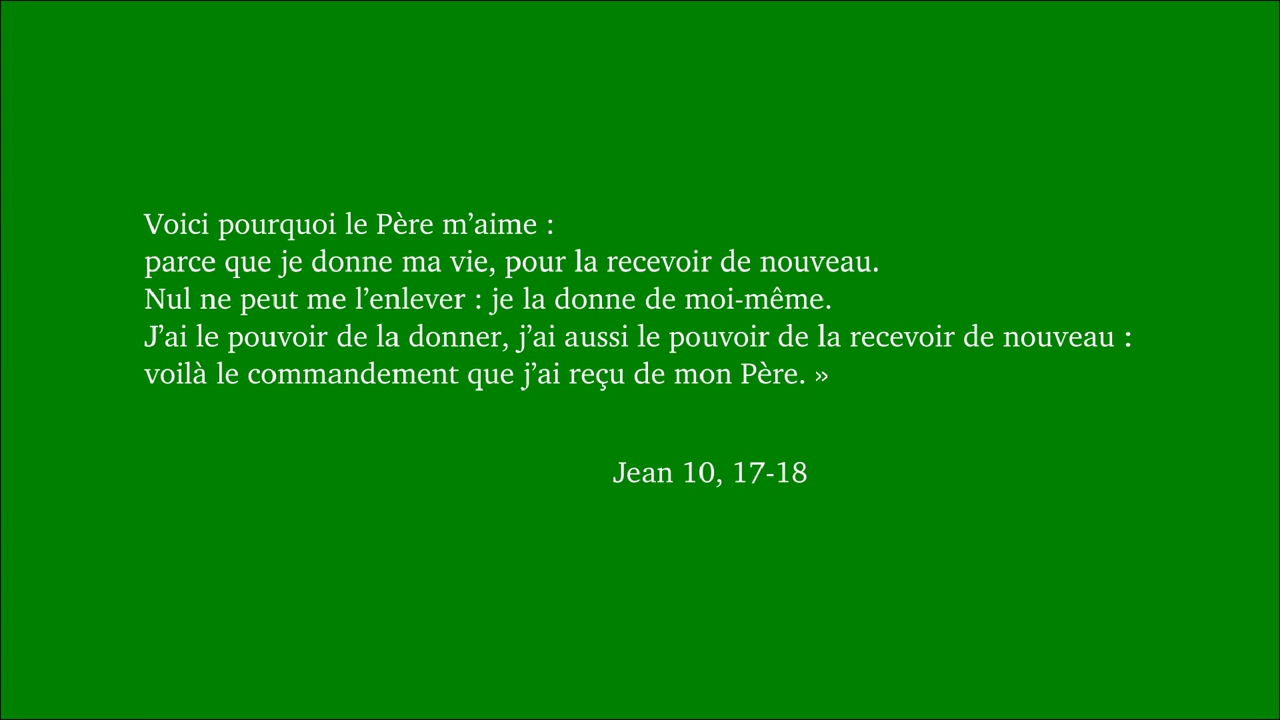 Voici pourquoi le Père m’aime :
parce que je donne ma vie, pour la recevoir de nouveau.
Nul ne peut me l’enlever : je la donne de moi-même.
J’ai le pouvoir de la donner, j’ai aussi le pouvoir de la recevoir de nouveau :
voilà le commandement que j’ai reçu de mon Père. »
Jean 10, 17-18